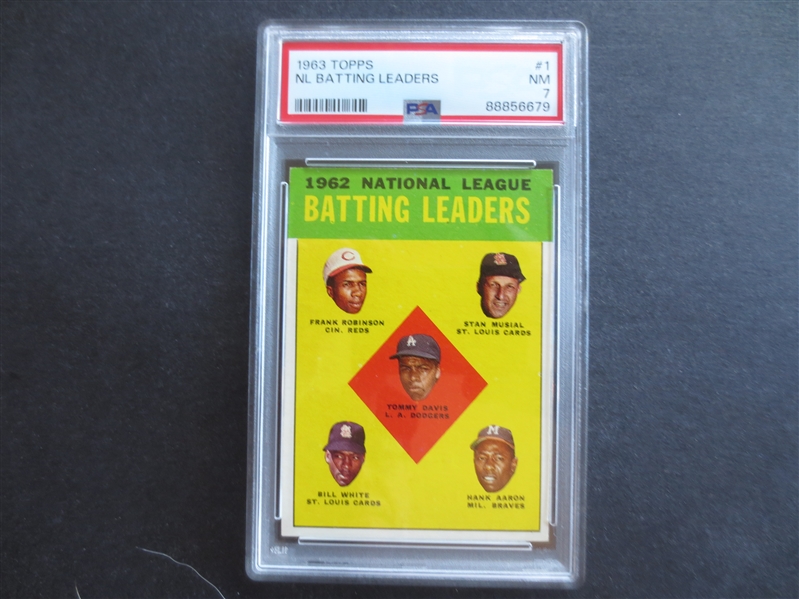 1963 TOPPS #1
NL BATTING LEADERS NM
7
PSA 88856679
1962 NATIONAL LEAGUE
BATTING LEADERS
C
FRANK ROBINSON
CIN. REDS
STAN MUSIAL
ST. LOUIS CARDS
LA
TOMMY DAVIS
L. A. DODGERS
BILL WHITE
ST. LOUIS CARDS
M
HANK AARON
MIL. BRAVES